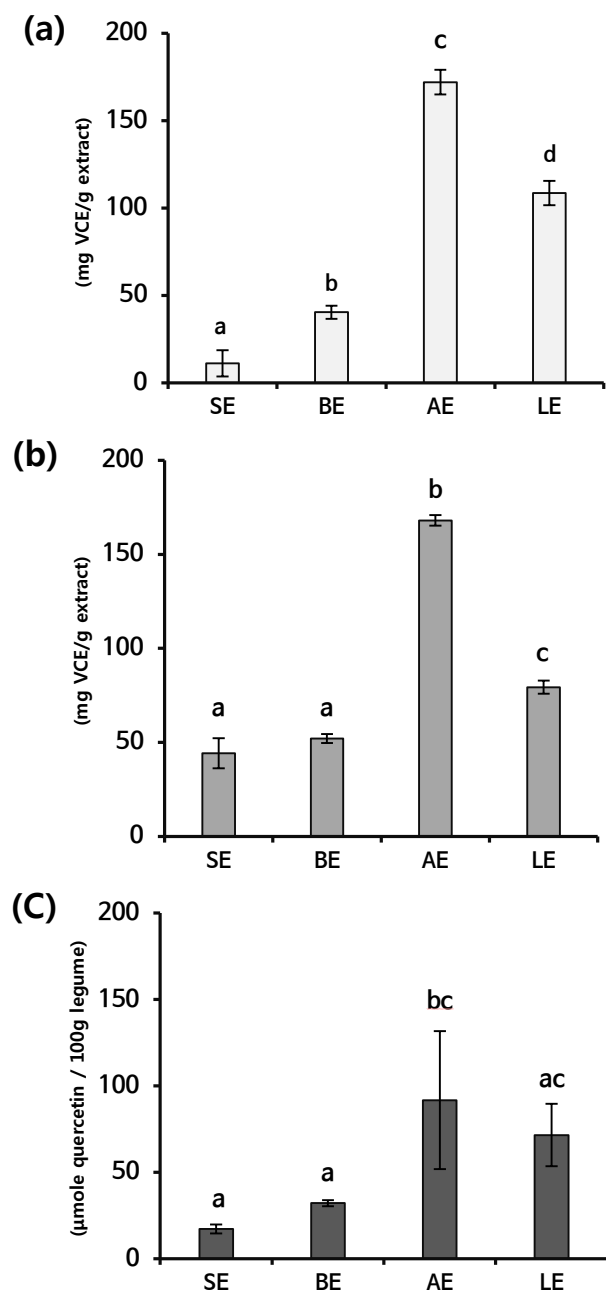 (a)
(mg VCE/g extract)
200
150
100
50
0
a
b
c
d
SE BE AE LE
(b)
(mg VCE/g extract)
200
150
100
50
0
a
a
b
c
SE BE AE LE
(C)
(μmole quercetin / 100g legume)
200
150
100
50
0
a
a
bc
ac
SE BE AE LE